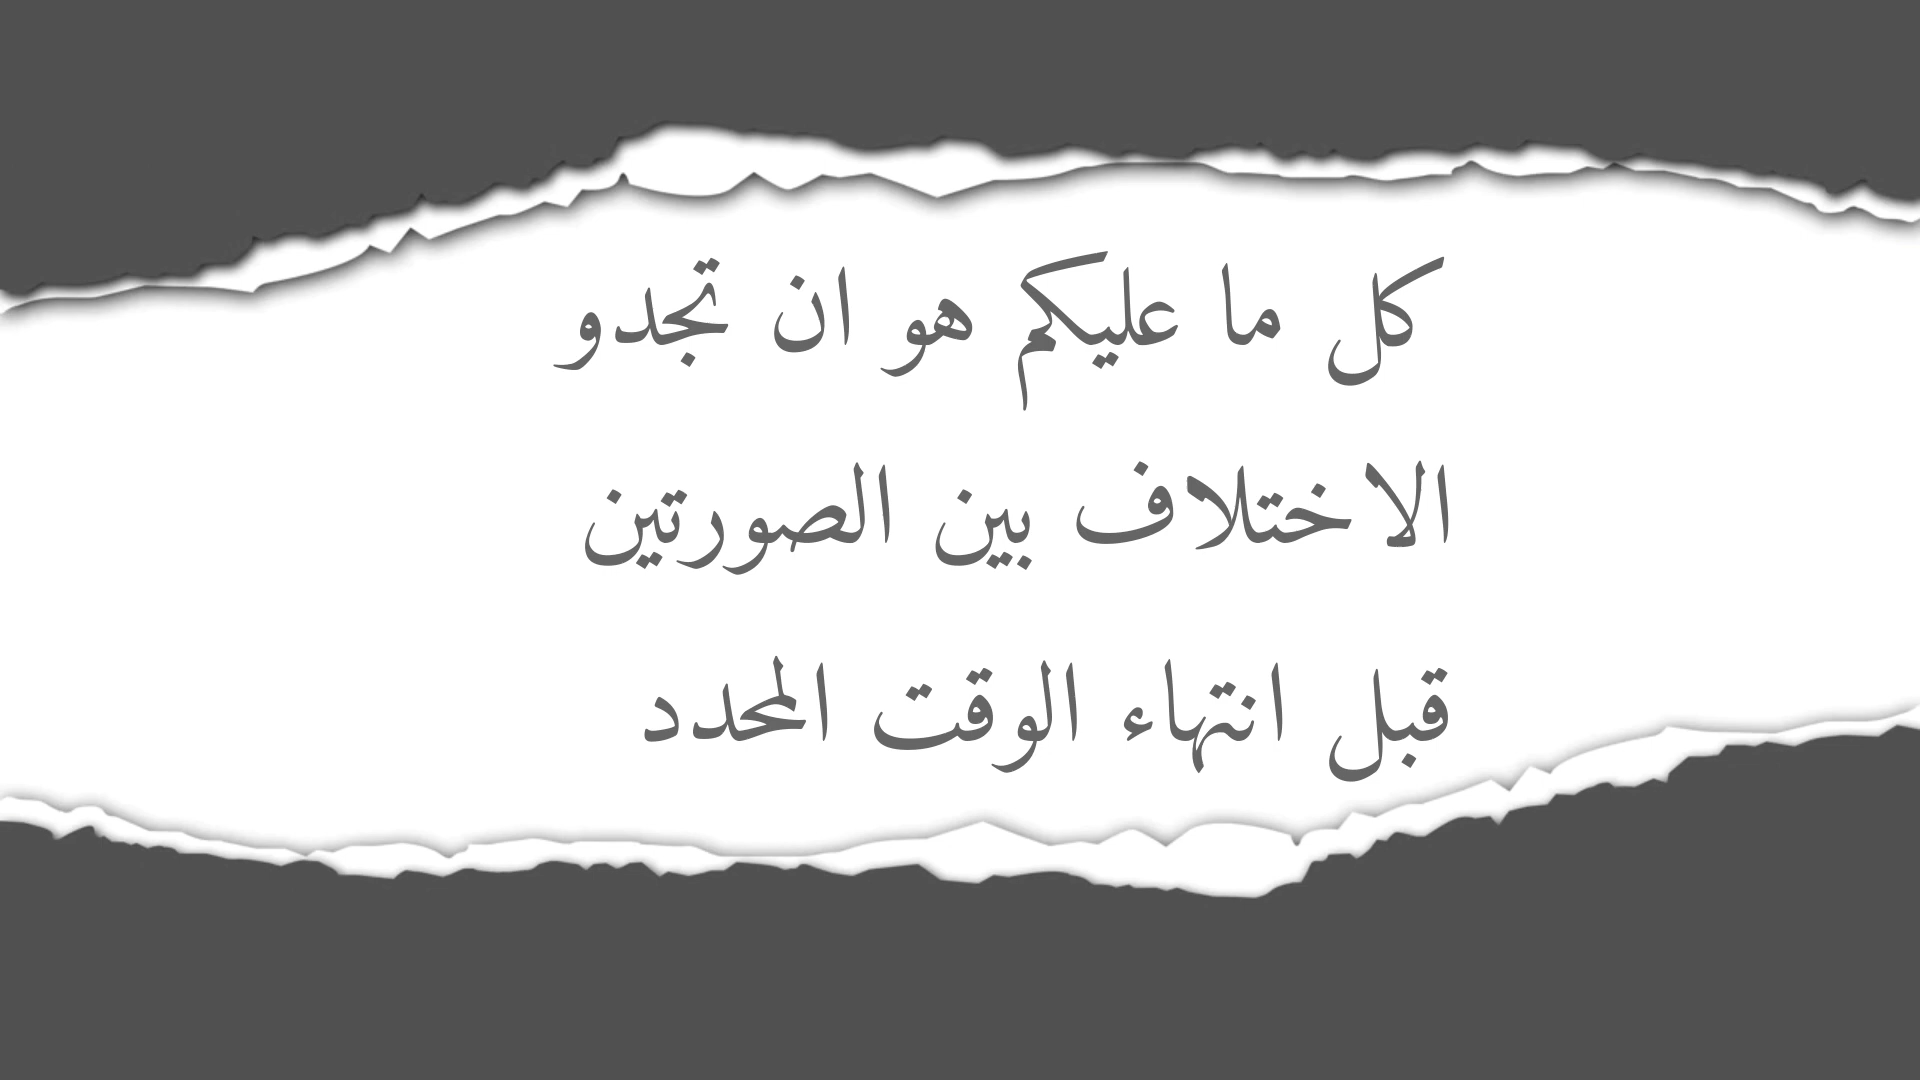 كل ما عليكم هو ان تجدو
الاختلاف بين الصورتين
قبل انتهاء الوقت المحدد